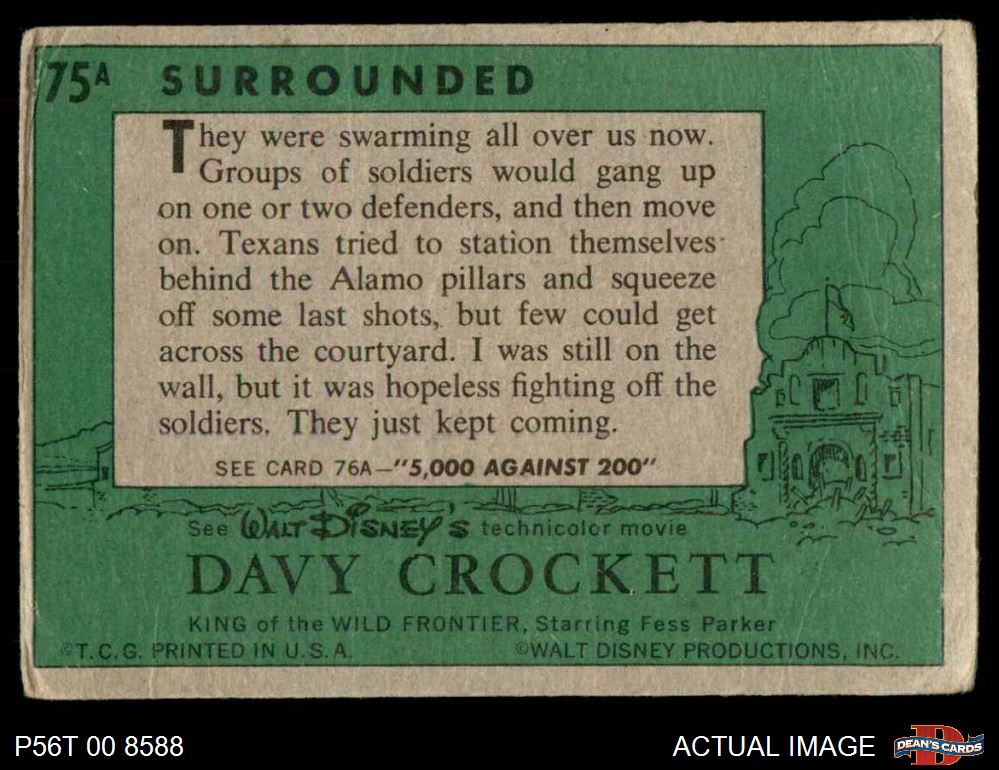 75A SURROUNDED
They were swarming all over us now.
Groups of soldiers would gang up
on one or two defenders, and then move
on. Texans tried to station themselves
behind the Alamo pillars and squeeze
off some last shots, but few could get
across the courtyard. I was still on the
wall, but it was hopeless fighting off the
soldiers. They just kept coming.
SEE CARD 76A—"5,000 AGAINST 200"
See WALT DISNEY'S technicolor movie
DAVY CROCKETT
KING of the WILD FRONTIER, Starring Fess Parker
©T.C.G. PRINTED IN U.S.A. ©WALT DISNEY PRODUCTIONS, INC.
P56T 00 8588 ACTUAL IMAGE D DEAN'S CARDS